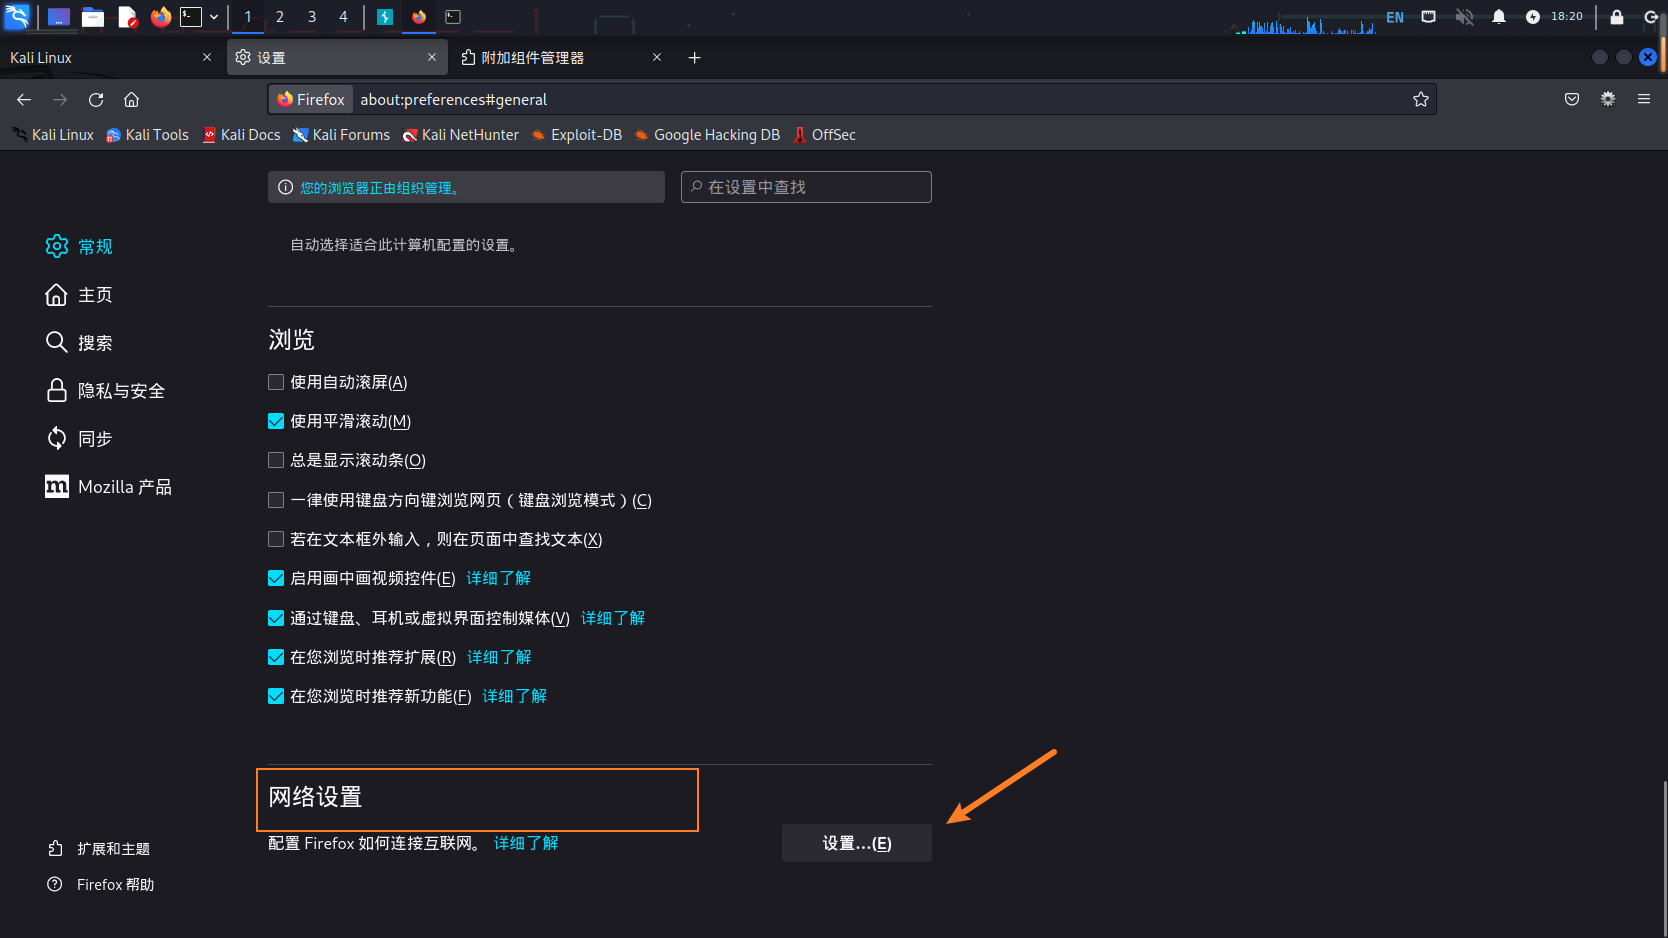 1 2 3 4
EN
18:20
Kali Linux
设置
附加组件管理器
Firefox
about:preferences#general
Kali Linux
Kali Tools
Kali Docs
Kali Forums
Kali NetHunter
Exploit-DB
Google Hacking DB
OffSec
您的浏览器正由组织管理。
在设置中查找
常规
主页
搜索
隐私与安全
同步
Mozilla 产品
扩展和主题
Firefox 帮助
自动选择适合此计算机配置的设置。
浏览
使用自动滚屏(A)
使用平滑滚动(M)
总是显示滚动条(O)
一律使用键盘方向键浏览网页（键盘浏览模式）(C)
若在文本框外输入，则在页面中查找文本(X)
启用画中画视频控件(E) 详细了解
通过键盘、耳机或虚拟界面控制媒体(V) 详细了解
在您浏览时推荐扩展(R) 详细了解
在您浏览时推荐新功能(F) 详细了解
网络设置
配置 Firefox 如何连接互联网。 详细了解
设置...(E)